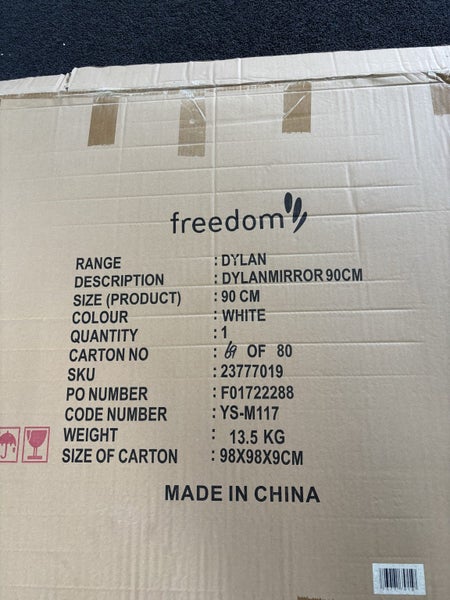 freedom
RANGE : DYLAN
DESCRIPTION : DYLANMIRROR 90CM
SIZE (PRODUCT) : 90 CM
COLOUR : WHITE
QUANTITY : 1
CARTON NO : 69 OF 80
SKU : 23777019
PO NUMBER : F01722288
CODE NUMBER : YS-M117
WEIGHT : 13.5 KG
SIZE OF CARTON : 98X98X9CM
MADE IN CHINA